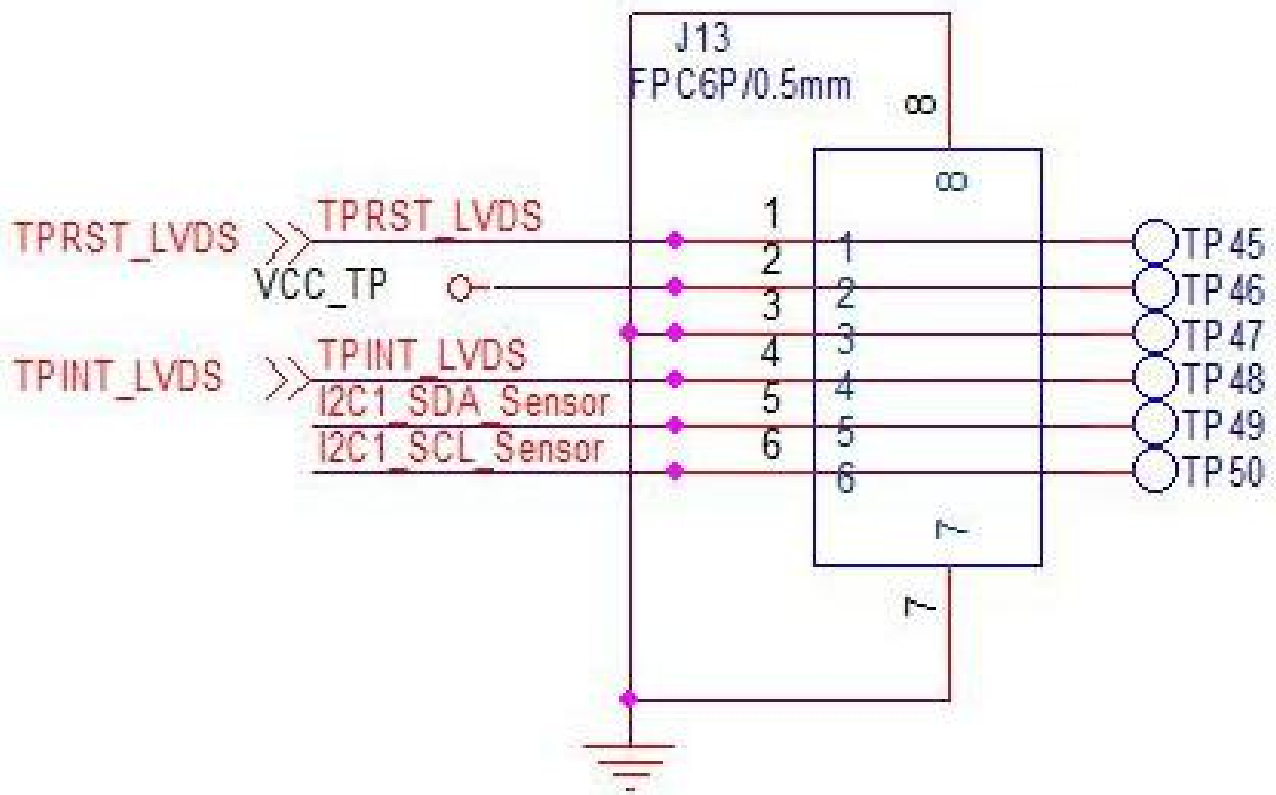 J13
FPC6P/0.5mm
8
8
TPRST_LVDS
TPRST_LVDS
1
1
TP45
VCC_TP
2
2
TP46
3
3
TP47
TPINT_LVDS
TPINT_LVDS
4
4
TP48
I2C1_SDA_Sensor
5
5
TP49
I2C1_SCL_Sensor
6
6
TP50
7
7